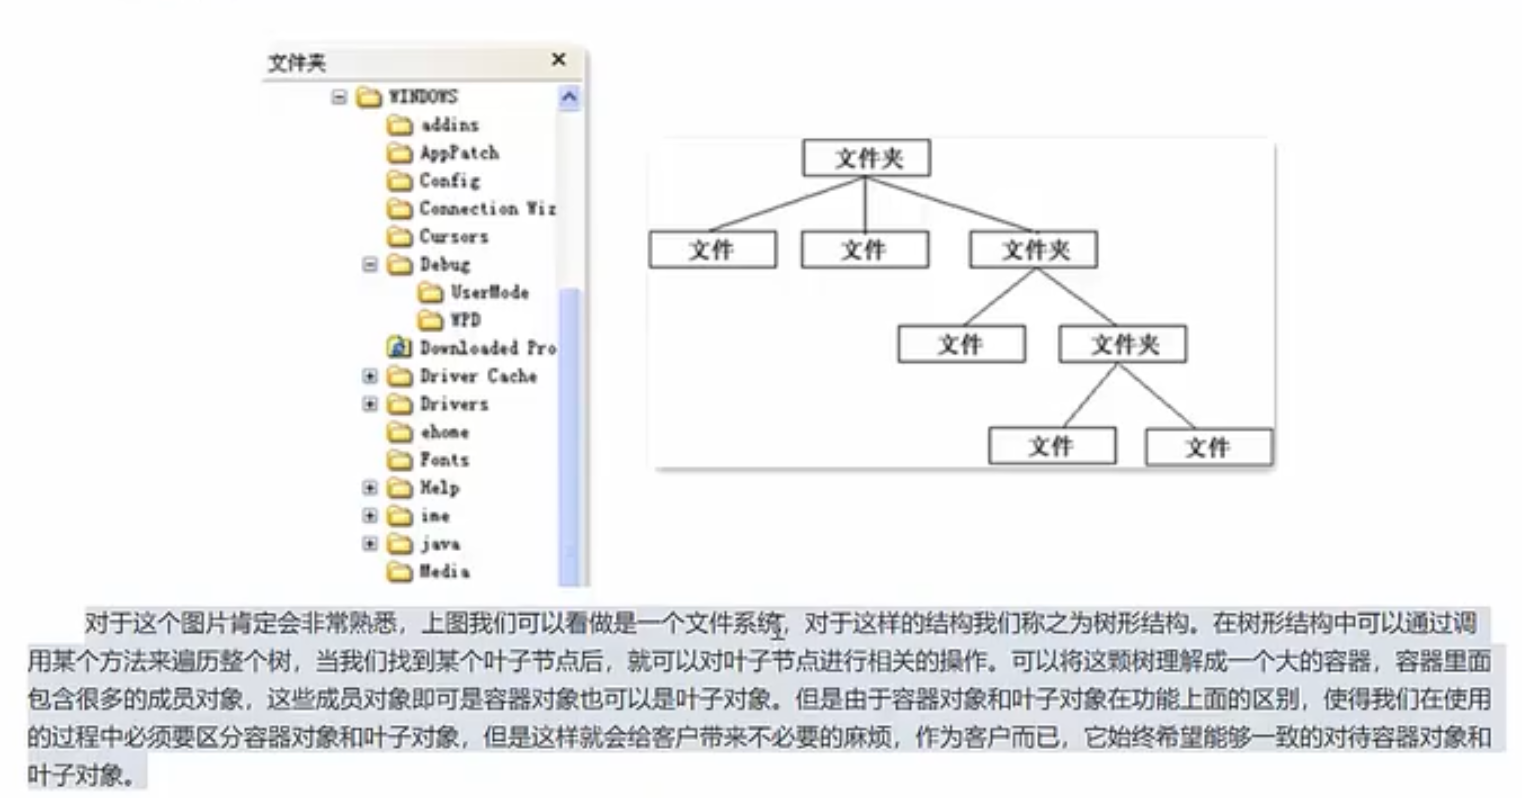 文件夹
WINDOWS
addins
AppPatch
Config
Connection Wiz
Cursors
Debug
UserMode
WPD
Downloaded Pro
Driver Cache
Drivers
ehome
Fonts
Help
ime
java
Media
文件夹
文件 文件 文件夹
文件 文件夹
文件 文件
对于这个图片肯定会非常熟悉，上图我们可以看做是一个文件系统，对于这样的结构我们称之为树形结构。在树形结构中可以通过调
用某个方法来遍历整个树，当我们找到某个叶子节点后，就可以对叶子节点进行相关的操作。可以将这颗树理解成一个大的容器，容器里面
包含很多的成员对象，这些成员对象即可是容器对象也可以是叶子对象。但是由于容器对象和叶子对象在功能上面的区别，使得我们在使用
的过程中必须要区分容器对象和叶子对象，但是这样就会给客户带来不必要的麻烦，作为客户而已，它始终希望能够一致的对待容器对象和
叶子对象。